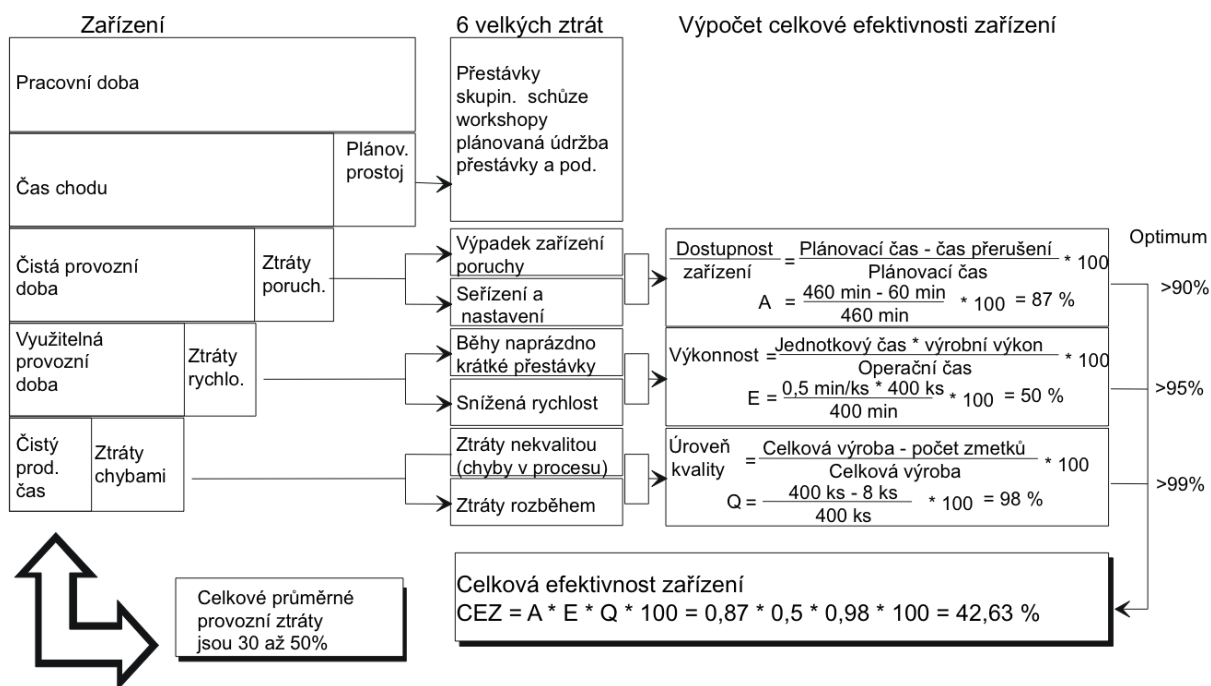 Zařízení
6 velkých ztrát
Výpočet celkové efektivnosti zařízení
Pracovní doba
Přestávky
skupin. schůze
workshopy
plánovaná údržba
přestávky a pod.
Čas chodu
Plánov.
prostoj
Čistá provozní
doba
Ztráty
poruch.
Výpadek zařízení
poruchy
Seřízení a
nastavení
Dostupnost
zařízení
= Plánovací čas - čas přerušení * 100
Plánovací čas
A = 460 min - 60 min * 100 = 87 %
460 min
Optimum
>90%
Využitelná
provozní
doba
Ztráty
rychlo.
Běhy naprázdno
krátké přestávky
Snížená rychlost
Výkonnost = Jednotkový čas * výrobní výkon * 100
Operační čas
E = 0,5 min/ks * 400 ks * 100 = 50 %
400 min
>95%
Čistý
prod.
čas
Ztráty
chybami
Ztráty nekvalitou
(chyby v procesu)
Ztráty rozběhem
Úroveň
kvality
= Celková výroba - počet zmetků * 100
Celková výroba
Q = 400 ks - 8 ks * 100 = 98 %
400 ks
>99%
Celkové průměrné
provozní ztráty
jsou 30 až 50%
Celková efektivnost zařízení
CEZ = A * E * Q * 100 = 0,87 * 0,5 * 0,98 * 100 = 42,63 %